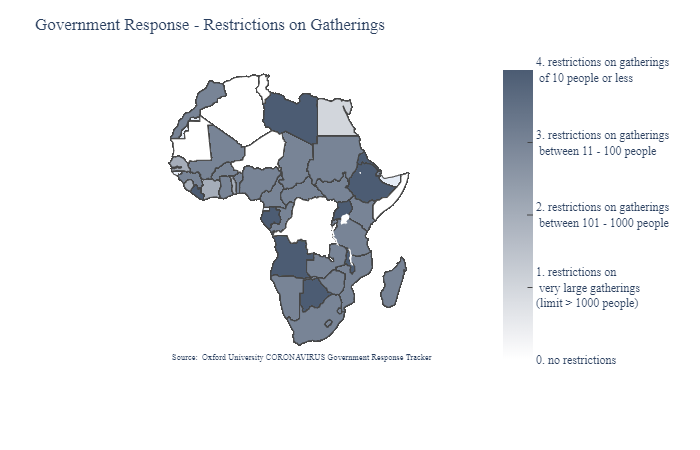 Government Response - Restrictions on Gatherings
4. restrictions on gatherings
of 10 people or less
3. restrictions on gatherings
between 11 - 100 people
2. restrictions on gatherings
between 101 - 1000 people
1. restrictions on
very large gatherings
(limit > 1000 people)
0. no restrictions
Source: Oxford University CORONAVIRUS Government Response Tracker